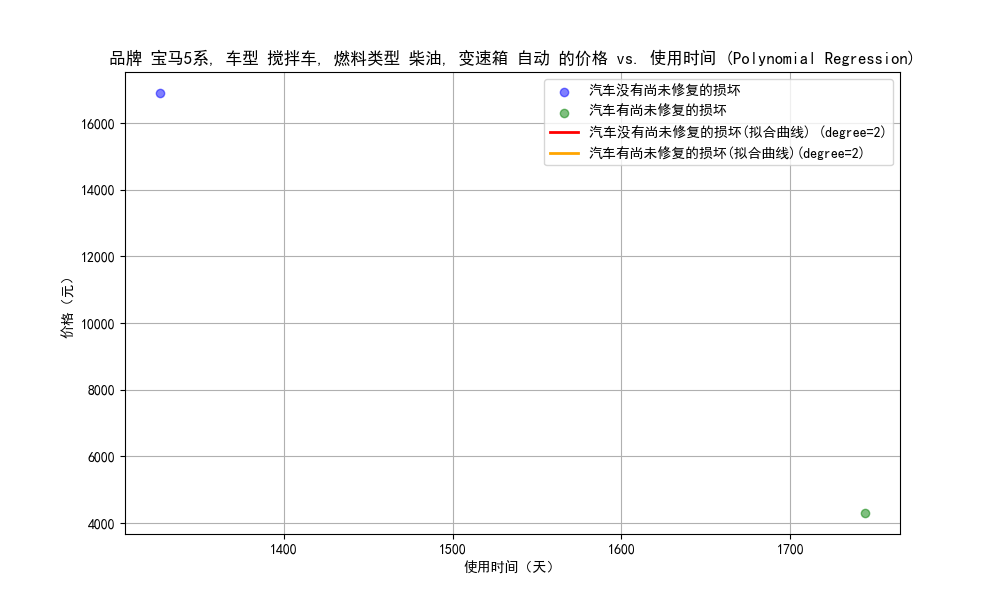 品牌 宝马5系, 车型 搅拌车, 燃料类型 柴油, 变速箱 自动 的价格 vs. 使用时间 (Polynomial Regression)
汽车没有尚未修复的损坏
汽车有尚未修复的损坏
汽车没有尚未修复的损坏(拟合曲线) (degree=2)
汽车有尚未修复的损坏(拟合曲线)(degree=2)
价格（元）
16000
14000
12000
10000
8000
6000
4000
1400
1500
1600
1700
使用时间（天）